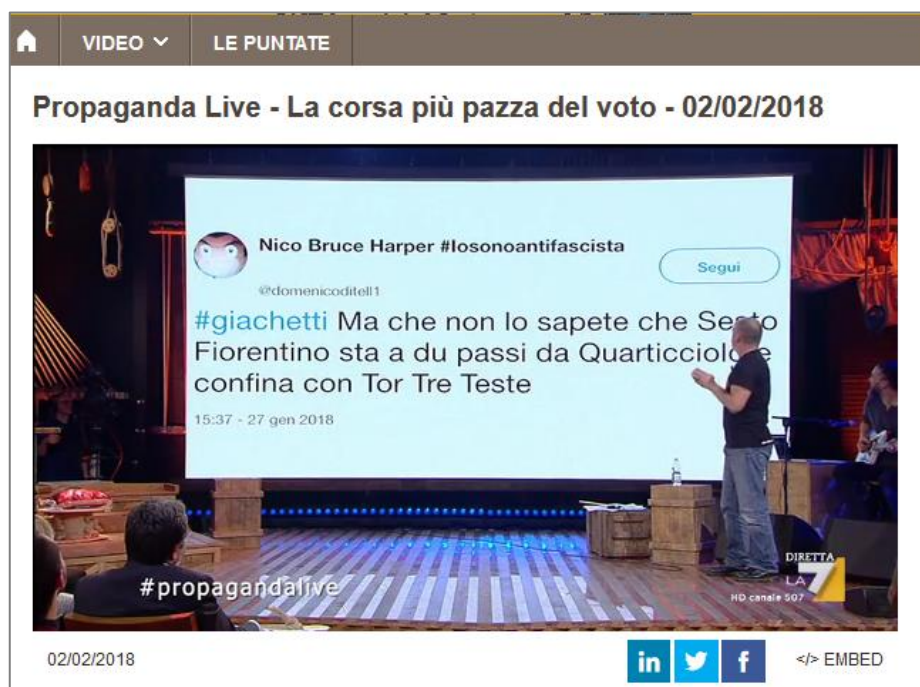 VIDEO
LE PUNTATE
Propaganda Live - La corsa più pazza del voto - 02/02/2018
Nico Bruce Harper #Iosonoantifascista
Segui
@domenicoditell1
#giachetti Ma che non lo sapete che Sesto
Fiorentino sta a du passi da Quarticciolo e
confina con Tor Tre Teste
15:37 - 27 gen 2018
#propagandalive
DIRETTA
LA7
HD canale 507
02/02/2018
in
f
</> EMBED